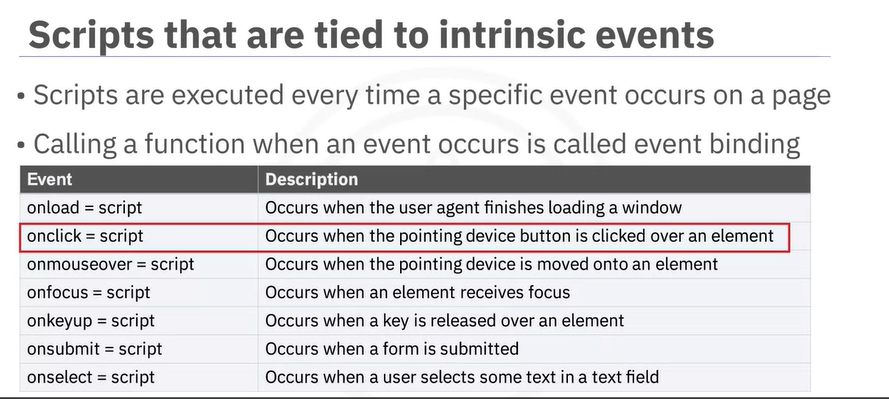 Scripts that are tied to intrinsic events
• Scripts are executed every time a specific event occurs on a page
• Calling a function when an event occurs is called event binding
Event Description
onload = script Occurs when the user agent finishes loading a window
onclick = script Occurs when the pointing device button is clicked over an element
onmouseover = script Occurs when the pointing device is moved onto an element
onfocus = script Occurs when an element receives focus
onkeyup = script Occurs when a key is released over an element
onsubmit = script Occurs when a form is submitted
onselect = script Occurs when a user selects some text in a text field